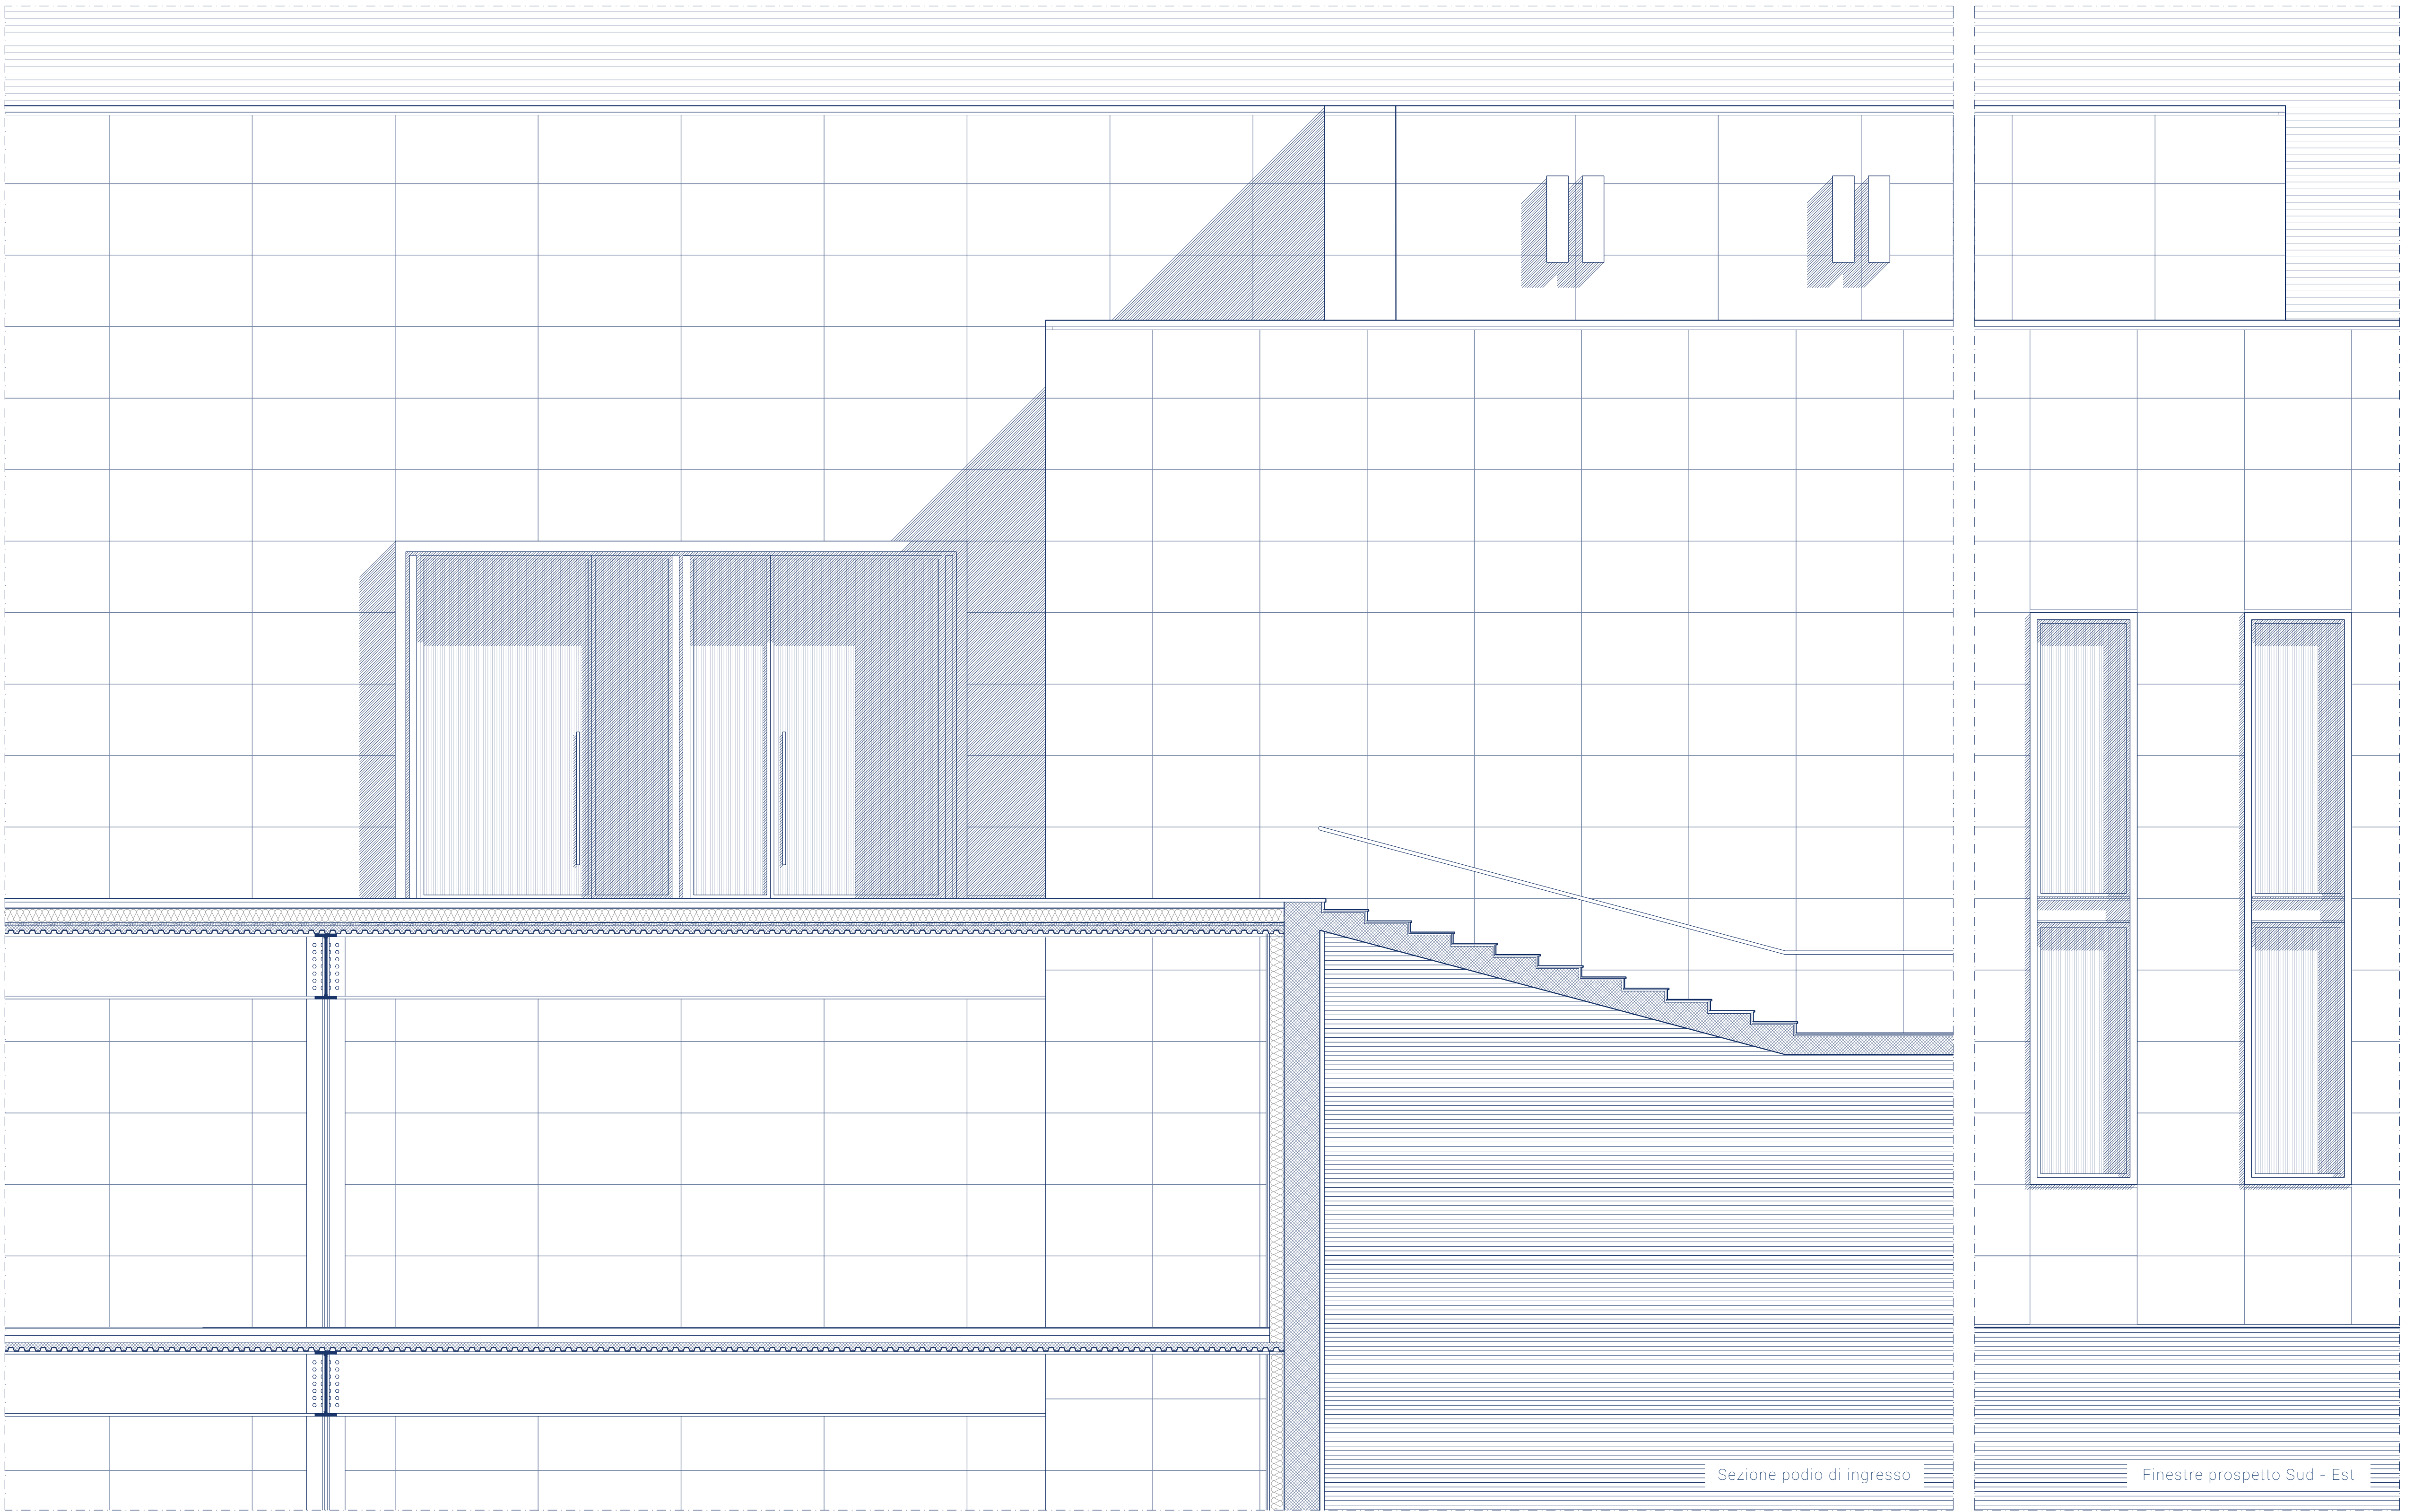 Sezione podio di ingresso
Finestre prospetto Sud - Est